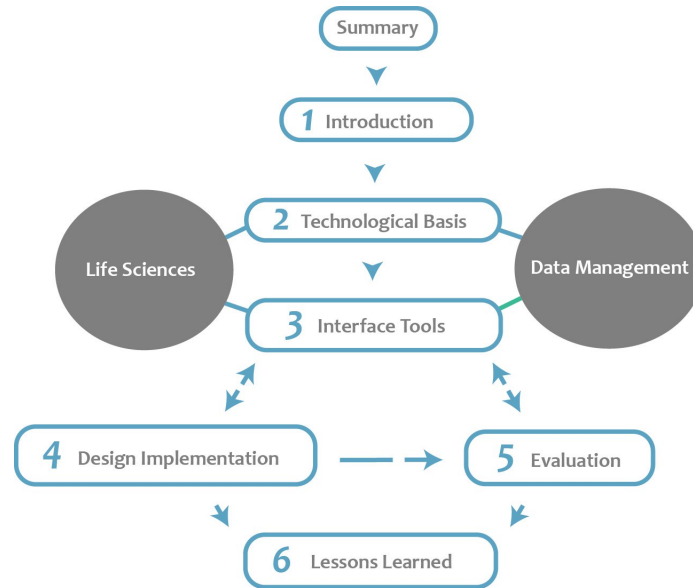 Summary
1 Introduction
2 Technological Basis
Life Sciences
Data Management
3 Interface Tools
4 Design Implementation
5 Evaluation
6 Lessons Learned